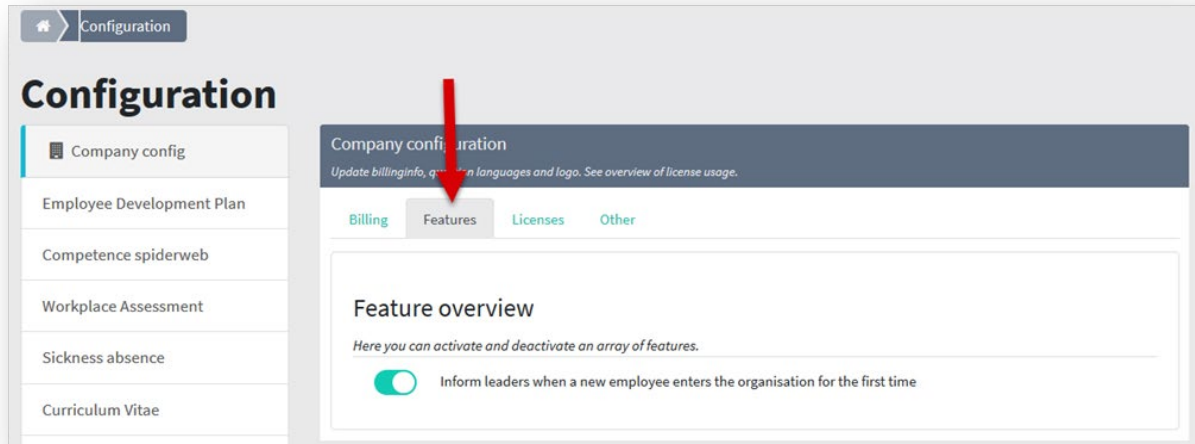 Configuration
Configuration
Company config
Employee Development Plan
Competence spiderweb
Workplace Assessment
Sickness absence
Curriculum Vitae
Company configuration
Update billinginfo, languages and logo. See overview of license usage.
Billing Features Licenses Other
Feature overview
Here you can activate and deactivate an array of features.
Inform leaders when a new employee enters the organisation for the first time